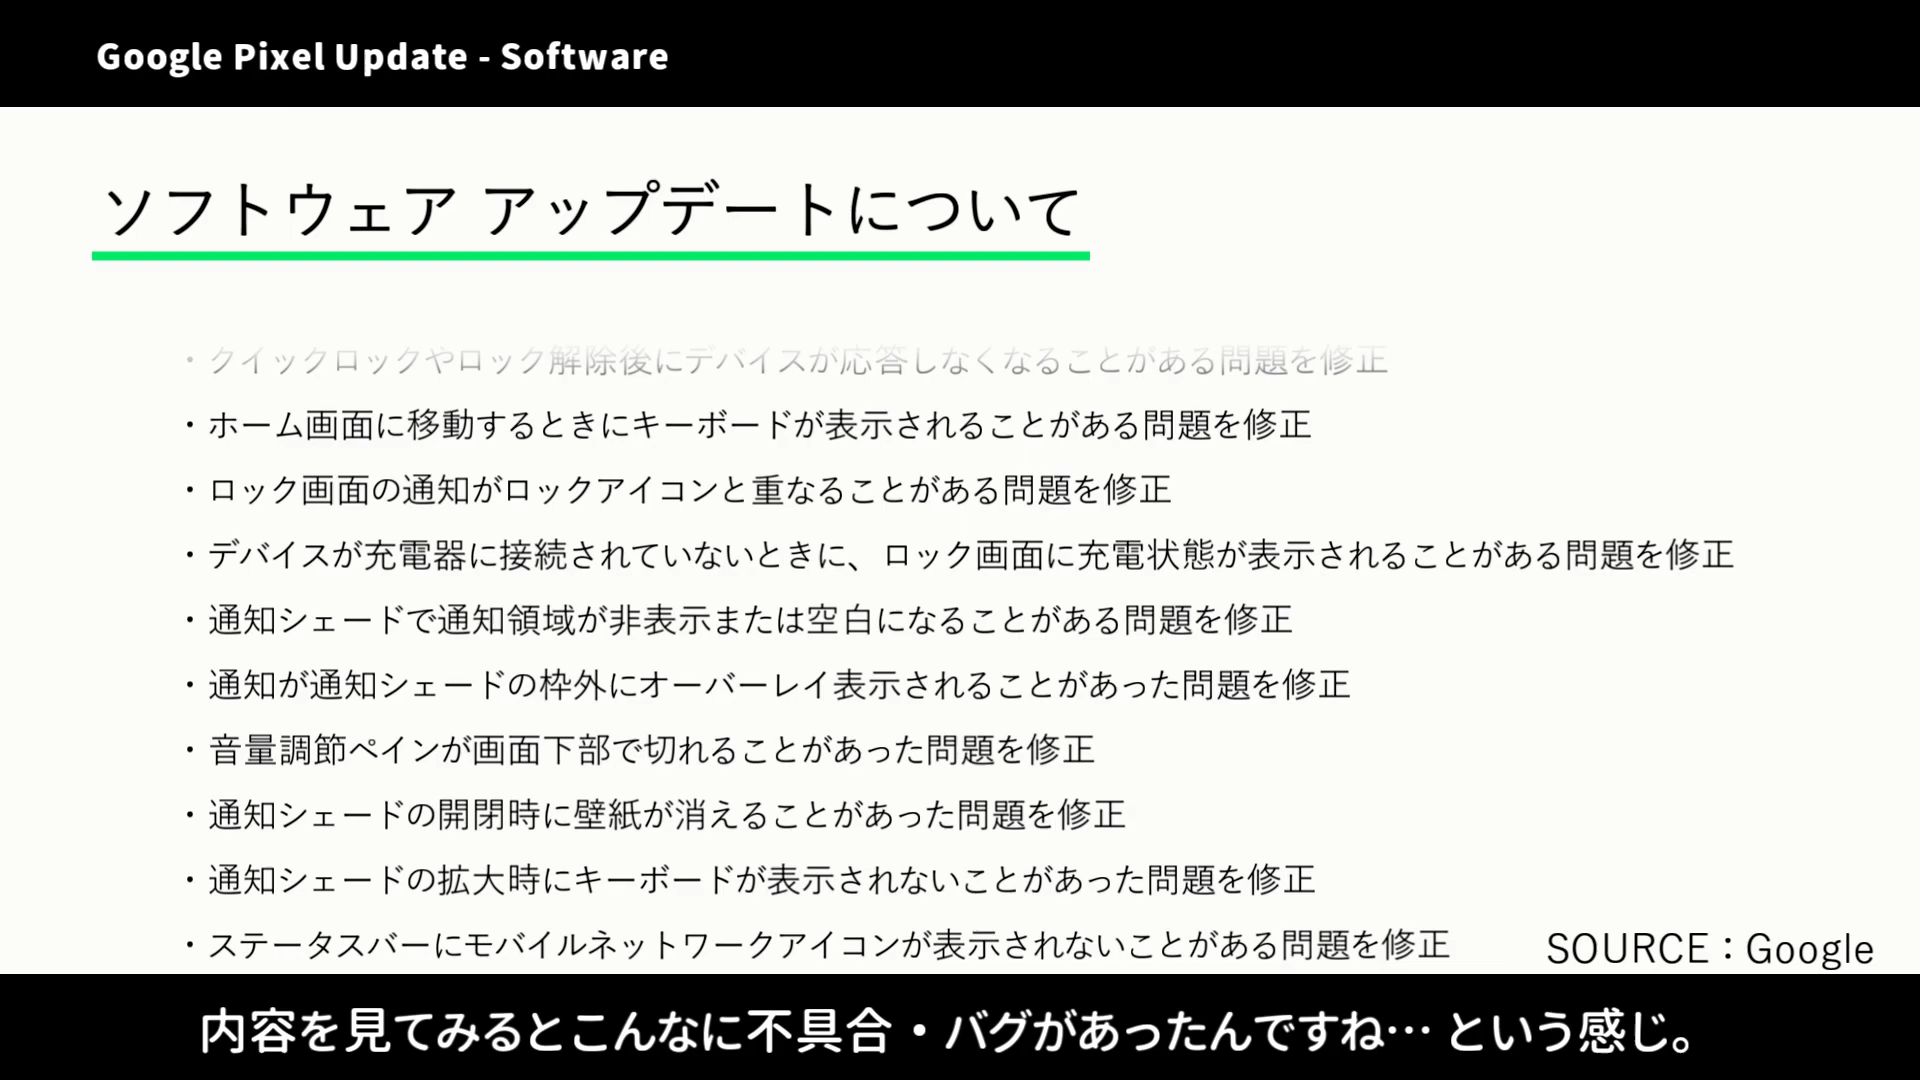 Google Pixel Update - Software
ソフトウェア アップデートについて
・クイックロックやロック解除後にデバイスが応答しなくなることがある問題を修正
・ホーム画面に移動するときにキーボードが表示されることがある問題を修正
・ロック画面の通知がロックアイコンと重なることがある問題を修正
・デバイスが充電器に接続されていないときに、ロック画面に充電状態が表示されることがある問題を修正
・通知シェードで通知領域が非表示または空白になることがある問題を修正
・通知が通知シェードの枠外にオーバーレイ表示されることがあった問題を修正
・音量調節ペインが画面下部で切れることがあった問題を修正
・通知シェードの開閉時に壁紙が消えることがあった問題を修正
・通知シェードの拡大時にキーボードが表示されないことがあった問題を修正
・ステータスバーにモバイルネットワークアイコンが表示されないことがある問題を修正
SOURCE：Google
内容を見てみるとこんなに不具合・バグがあったんですね… という感じ。